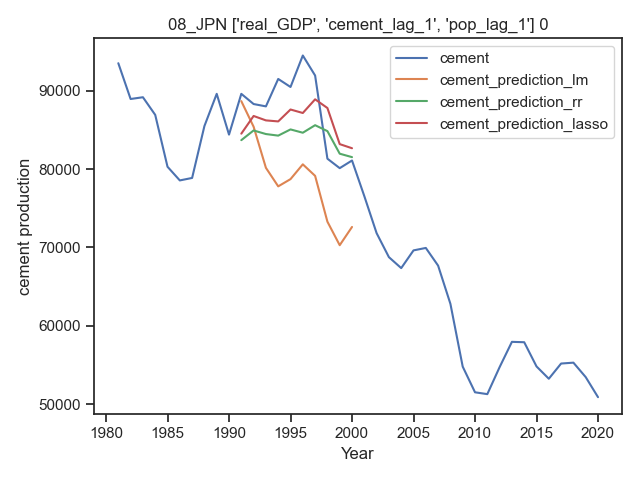 08_JPN ['real_GDP', 'cement_lag_1', 'pop_lag_1'] 0
cement
cement_prediction_lm
cement_prediction_rr
cement_prediction_lasso
90000
80000
70000
60000
50000
cement production
1980 1985 1990 1995 2000 2005 2010 2015 2020
Year